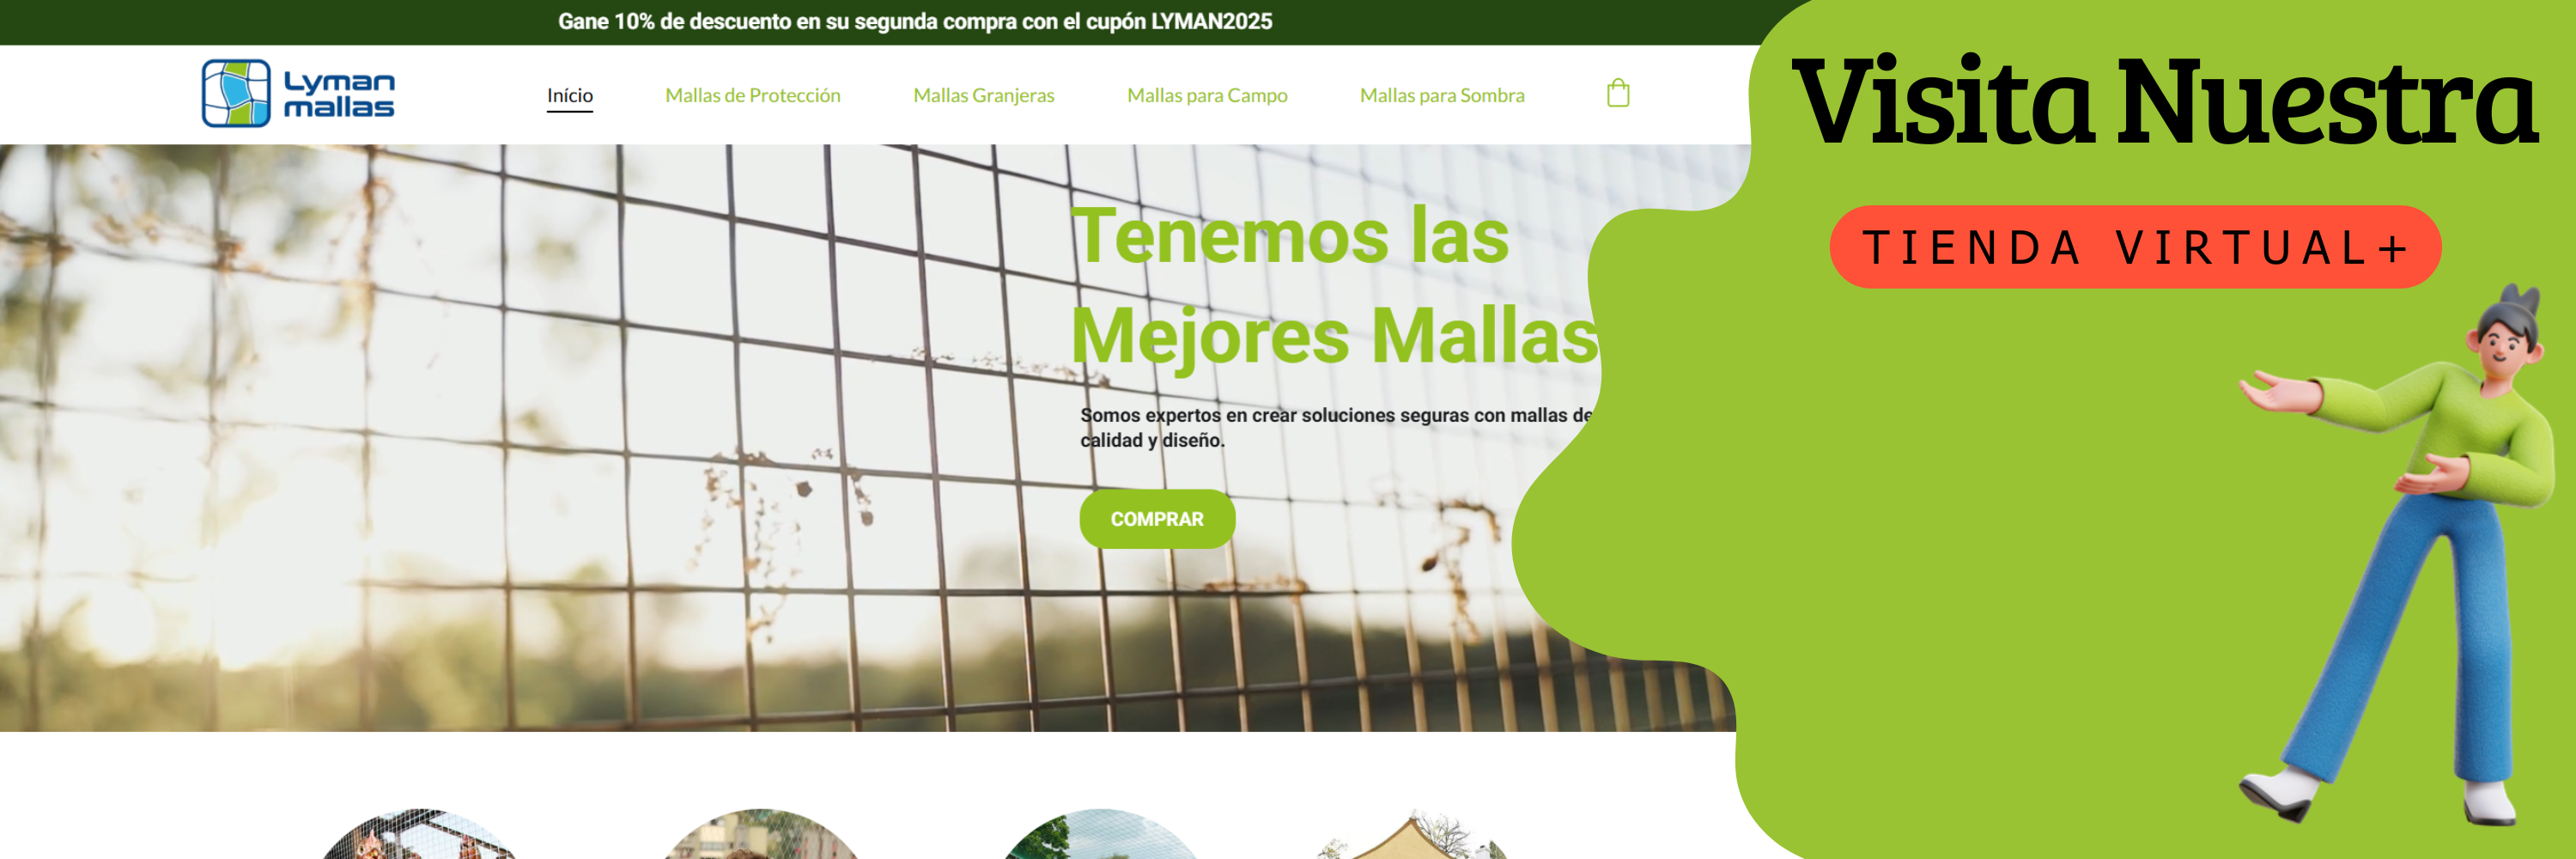 Gane 10% de descuento en su segunda compra con el cupón LYMAN2025
Lyman
mallas
Início
Mallas de Protección
Mallas Granjeras
Mallas para Campo
Mallas para Sombra
Tenemos las
Mejores Mallas
Somos expertos en crear soluciones seguras con mallas de
calidad y diseño.
COMPRAR
Visita Nuestra
TIENDA VIRTUAL+